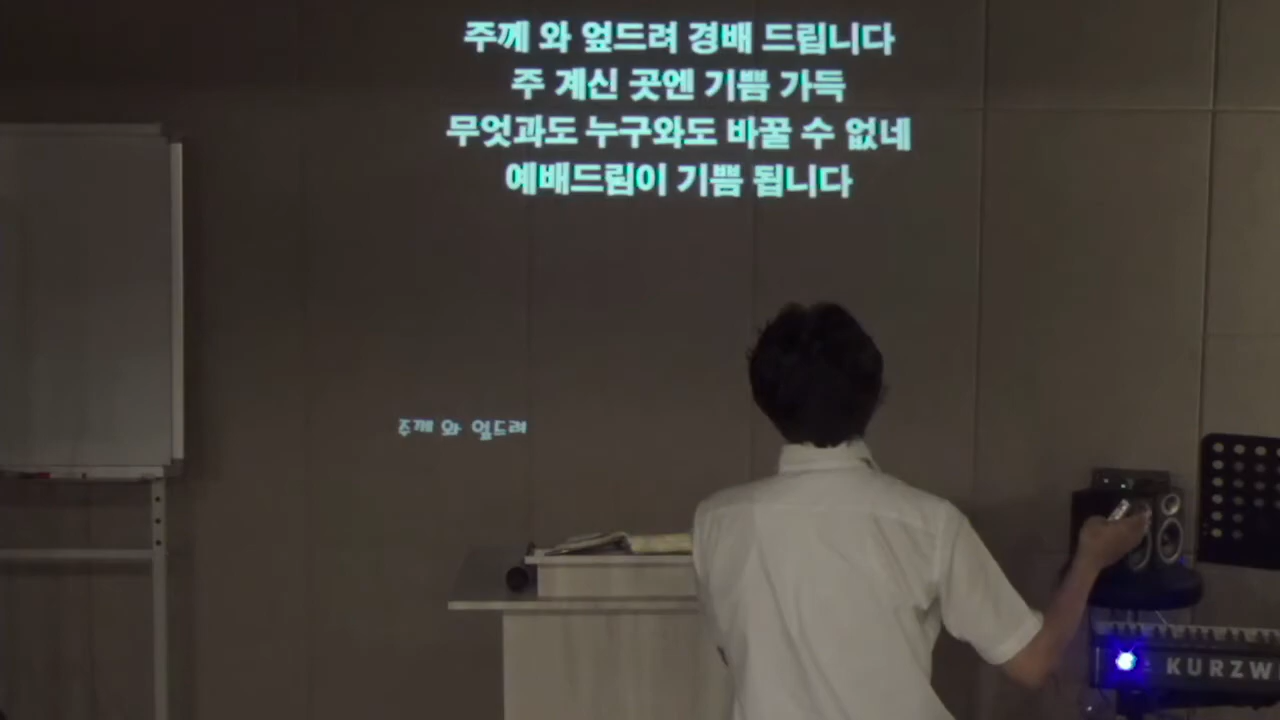 주께 와 엎드려 경배 드립니다
주 계신 곳엔 기쁨 가득
무엇과도 누구와도 바꿀 수 없네
예배드림이 기쁨 됩니다
주께 와 엎드려
KURZW